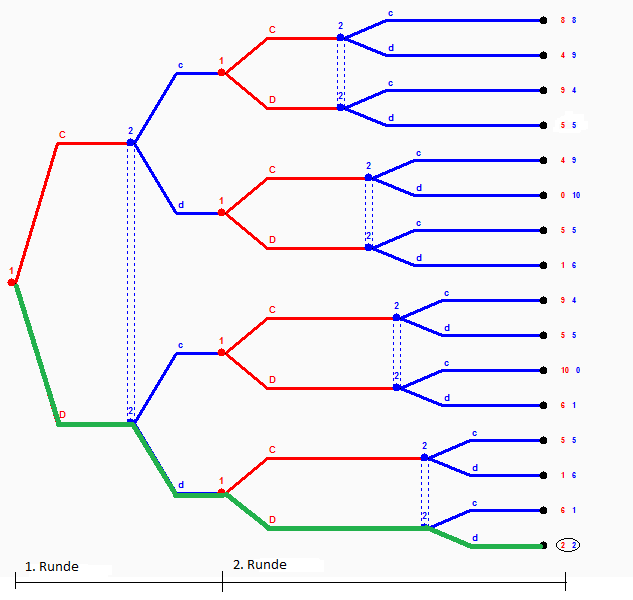 c 8 8
C 2
d 4 9
c 1
c 9 4
D 2
d 5 5
C 2
c 4 9
C 2
d 0 10
d 1
c 5 5
D 2
d 1 6
1
c 9 4
C 2
d 5 5
c 1
c 10 0
D 2
d 6 1
D 2
c 5 5
C 2
d 1 6
d 1
c 6 1
D 2
d 2 2
1. Runde 2. Runde